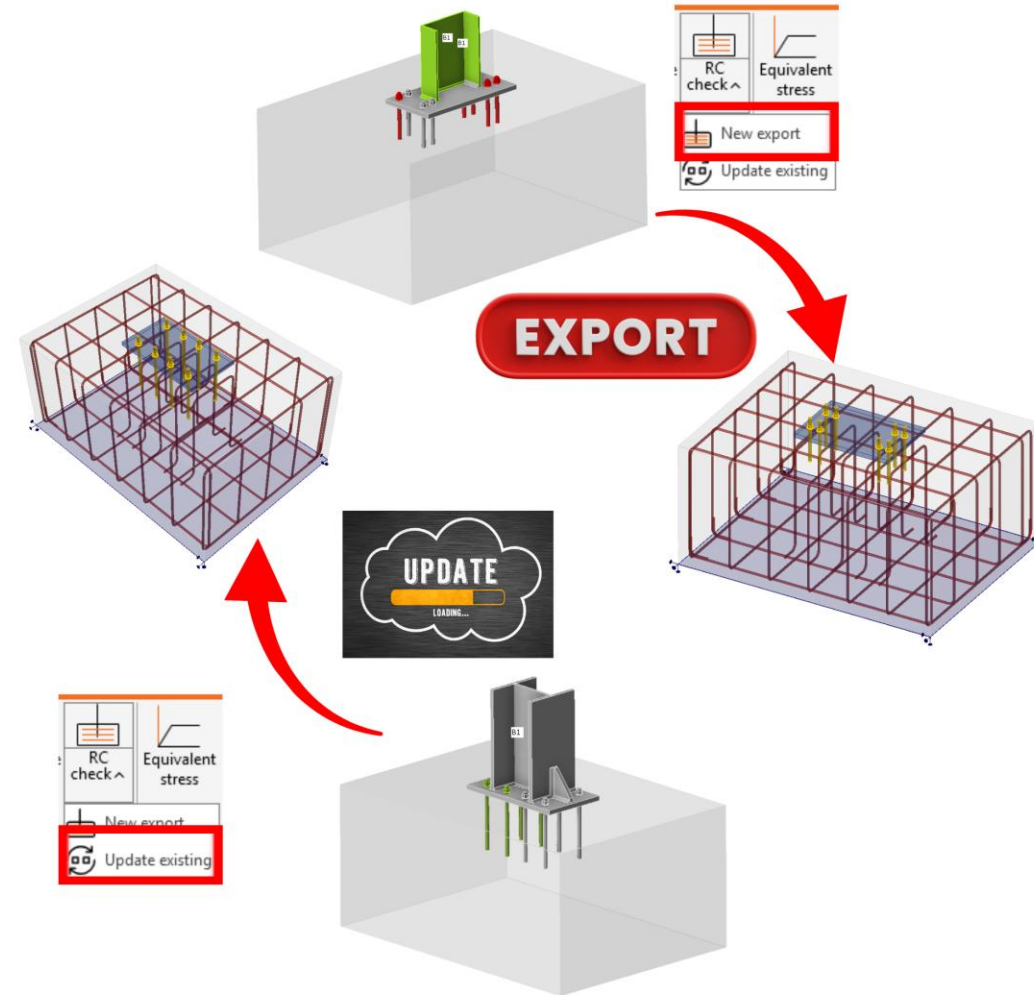 B1
B1
RC
check
Equivalent
stress
New export
Update existing
EXPORT
UPDATE
LOADING...
RC
check
Equivalent
stress
New export
Update existing
B1